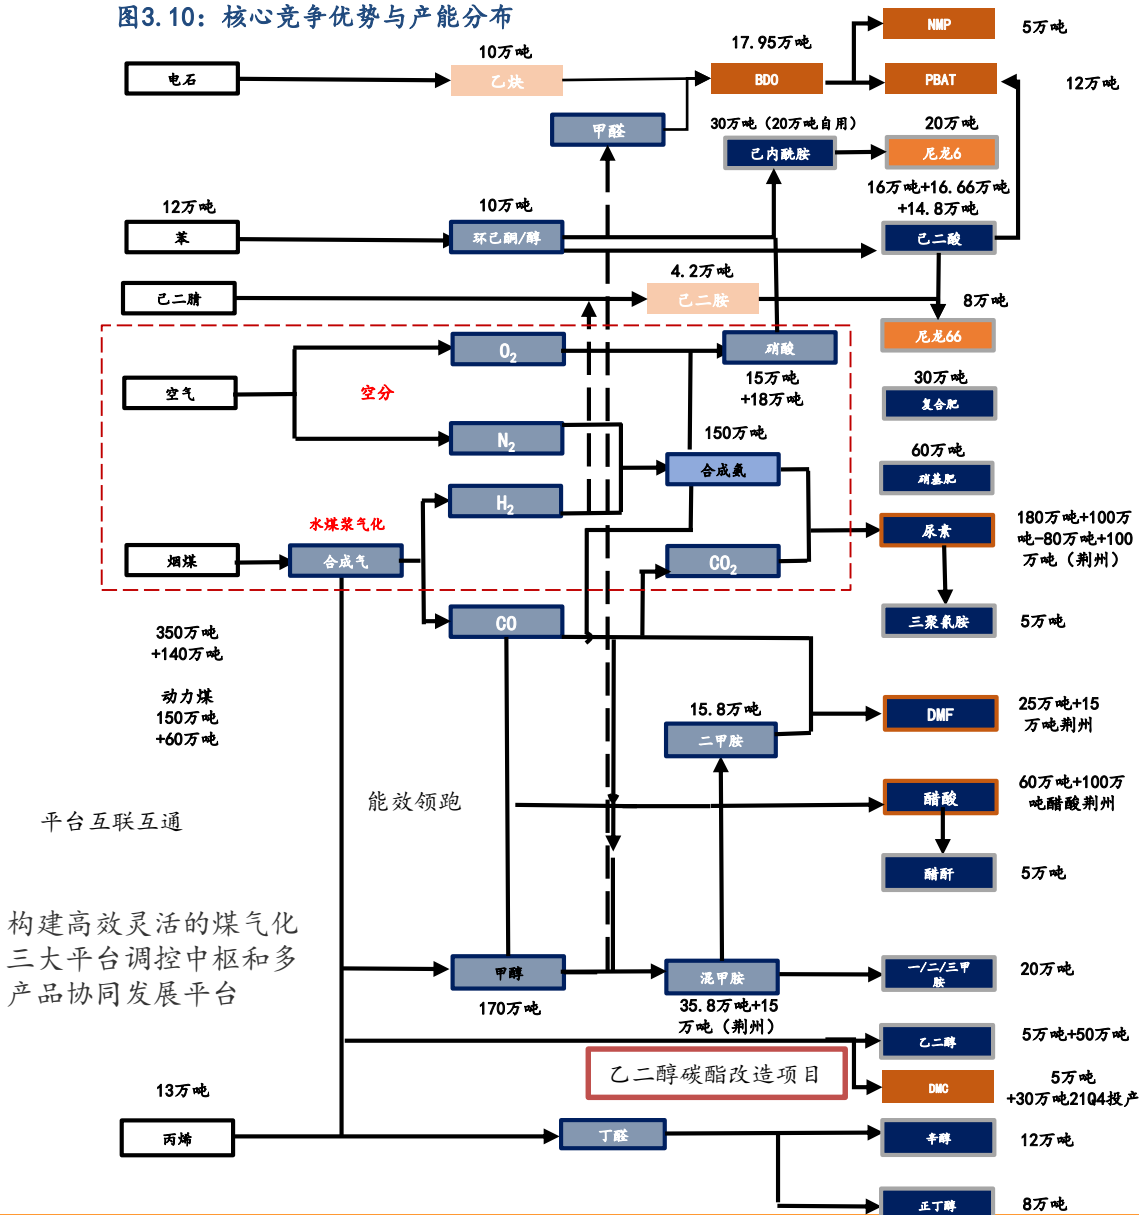 图3.10：核心竞争优势与产能分布
NMP
5万吨
17.95万吨
10万吨
电石
乙炔
BDO
PBAT
12万吨
甲醛
30万吨（20万吨自用）
20万吨
己内酰胺
尼龙6
16万吨+16.66万吨
+14.8万吨
12万吨
10万吨
苯
环己酮/醇
己二酸
4.2万吨
己二腈
己二胺
8万吨
尼龙66
O₂
硝酸
空气
空分
15万吨
+18万吨
30万吨
复合肥
N₂
150万吨
60万吨
合成氨
硝基肥
H₂
水煤浆气化
尿素
180万吨+100万
吨-80万吨+100
万吨（荆州）
烟煤
合成气
CO₂
CO
三聚氰胺
5万吨
350万吨
+140万吨
动力煤
150万吨
+60万吨
15.8万吨
二甲胺
DMF
25万吨+15
万吨荆州
能效领跑
醋酸
60万吨+100万
吨醋酸荆州
平台互联互通
醋酐
5万吨
构建高效灵活的煤气化
三大平台调控中枢和多
产品协同发展平台
甲醇
170万吨
混甲胺
35.8万吨+15
万吨（荆州）
一/二/三甲
胺
20万吨
乙二醇
5万吨+50万吨
乙二醇碳酯改造项目
DMC
5万吨
+30万吨21Q4投产
13万吨
丙烯
丁醛
辛醇
12万吨
正丁醇
8万吨